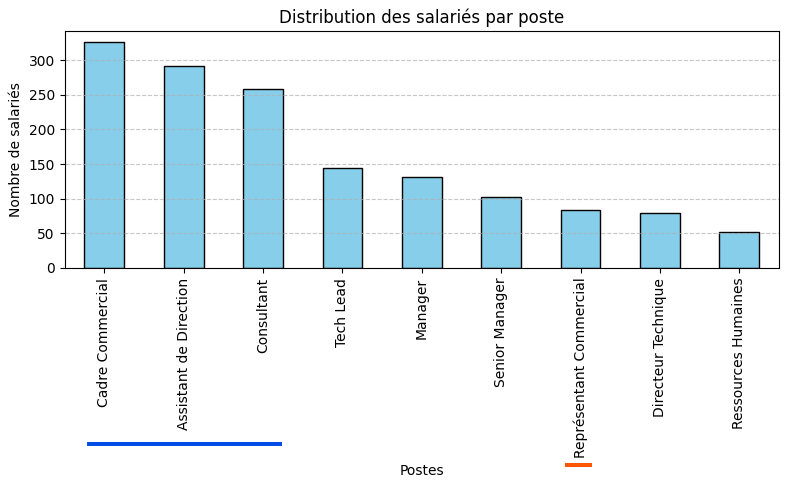 Distribution des salariés par poste
Nombre de salariés
300
250
200
150
100
50
0
Cadre Commercial
Assistant de Direction
Consultant
Tech Lead
Manager
Senior Manager
Représentant Commercial
Directeur Technique
Ressources Humaines
Postes